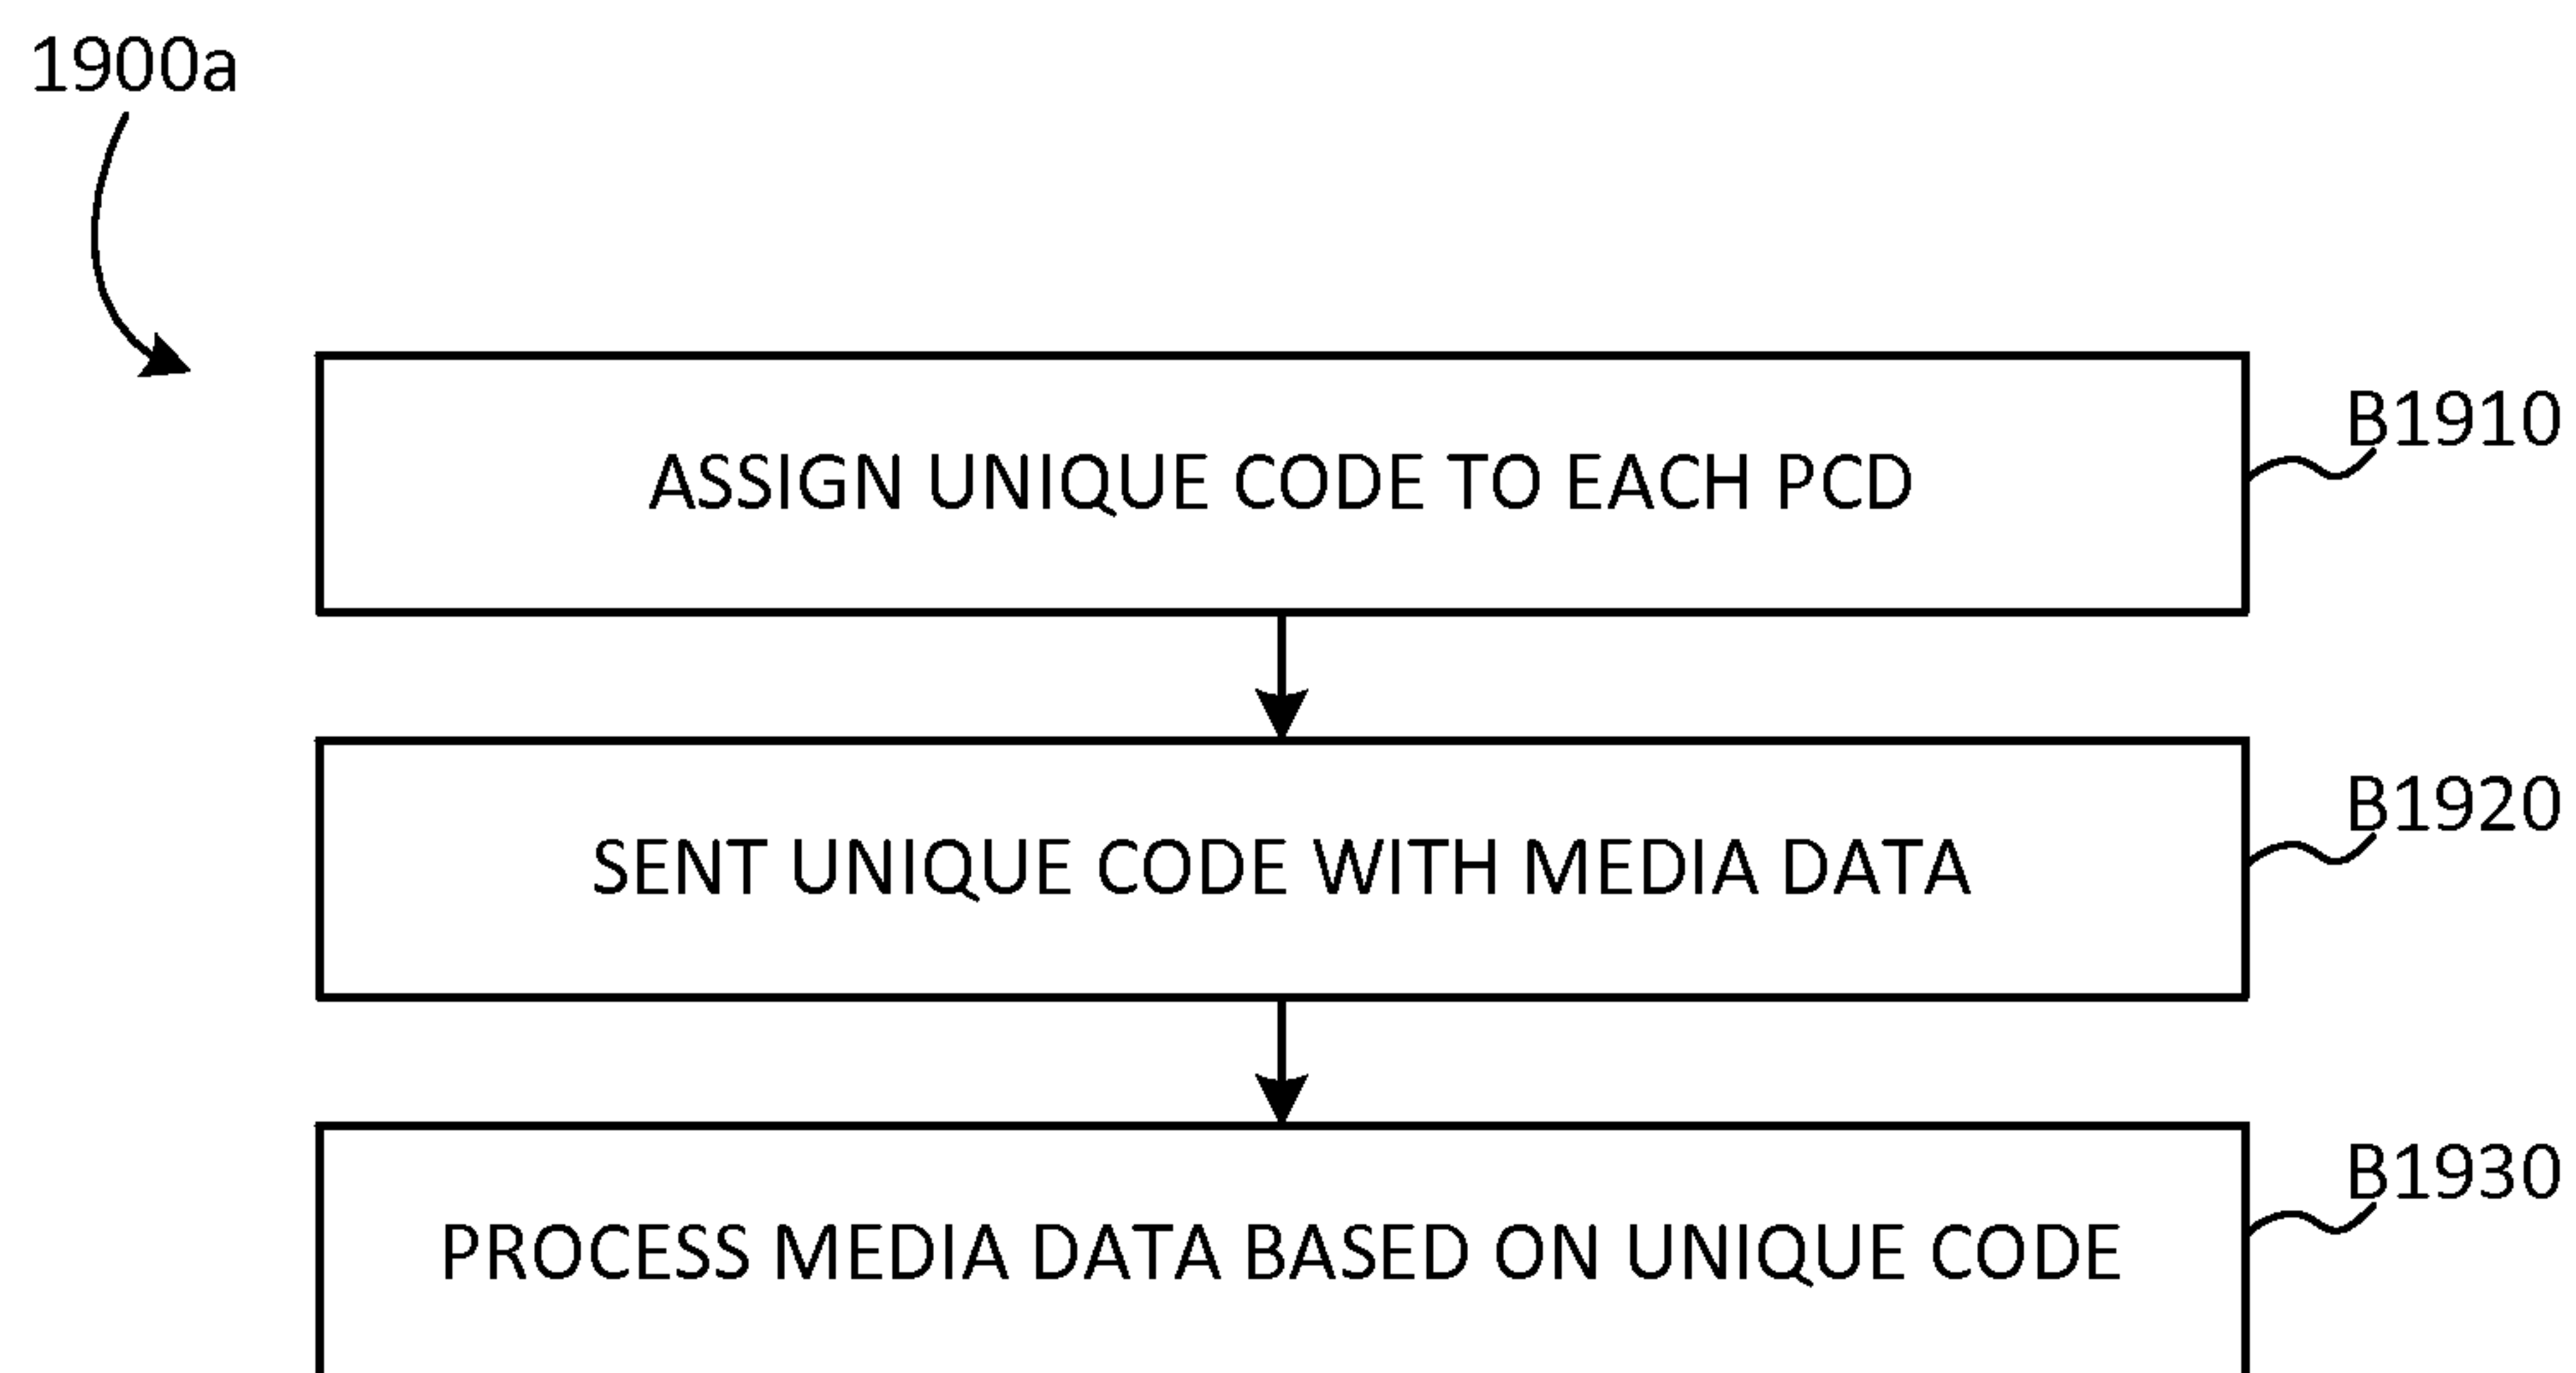 1900a
ASSIGN UNIQUE CODE TO EACH PCD
B1910
SENT UNIQUE CODE WITH MEDIA DATA
B1920
PROCESS MEDIA DATA BASED ON UNIQUE CODE
B1930